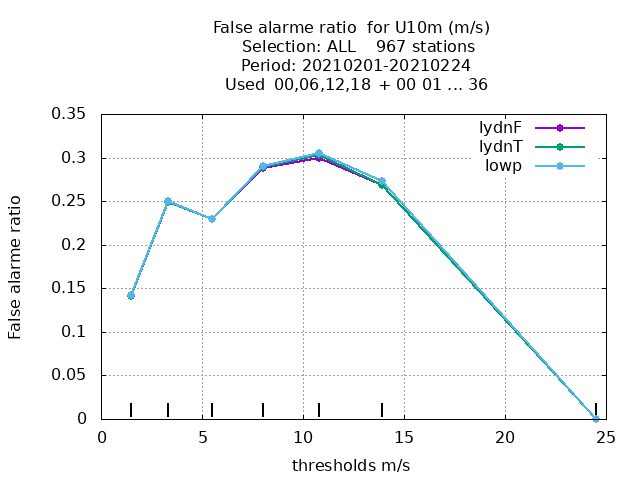 False alarme ratio  for U10m (m/s)
Selection: ALL    967 stations
Period: 20210201-20210224
Used  00,06,12,18  + 00 01 ... 36
lydnF
lydnT
lowp
0.35
0.3
0.25
0.2
0.15
0.1
0.05
0
False alarme ratio
0 5 10 15 20 25
thresholds m/s